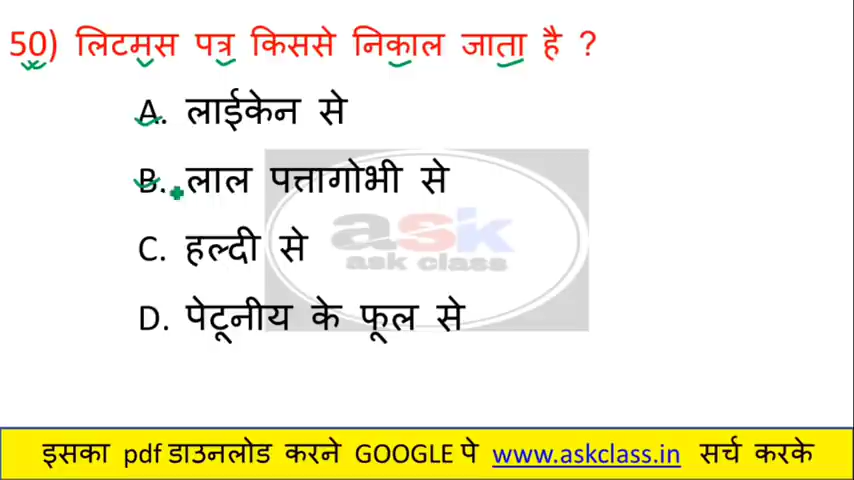 50) लिटमस पत्र किससे निकाल जाता है ?
A. लाईकेन से
B. लाल पत्तागोभी से
C. हल्दी से
D. पेटूनीय के फूल से
ask
ask class
इसका pdf डाउनलोड करने GOOGLE पे www.askclass.in सर्च करके